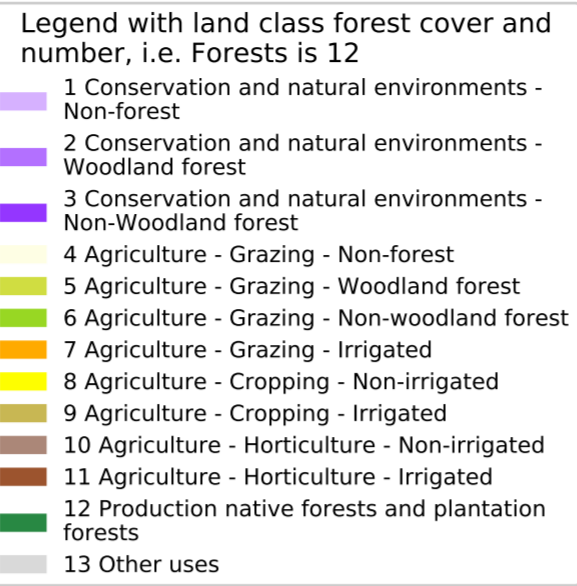 Legend with land class forest cover and
number, i.e. Forests is 12
1 Conservation and natural environments -
Non-forest
2 Conservation and natural environments -
Woodland forest
3 Conservation and natural environments -
Non-Woodland forest
4 Agriculture - Grazing - Non-forest
5 Agriculture - Grazing - Woodland forest
6 Agriculture - Grazing - Non-woodland forest
7 Agriculture - Grazing - Irrigated
8 Agriculture - Cropping - Non-irrigated
9 Agriculture - Cropping - Irrigated
10 Agriculture - Horticulture - Non-irrigated
11 Agriculture - Horticulture - Irrigated
12 Production native forests and plantation
forests
13 Other uses